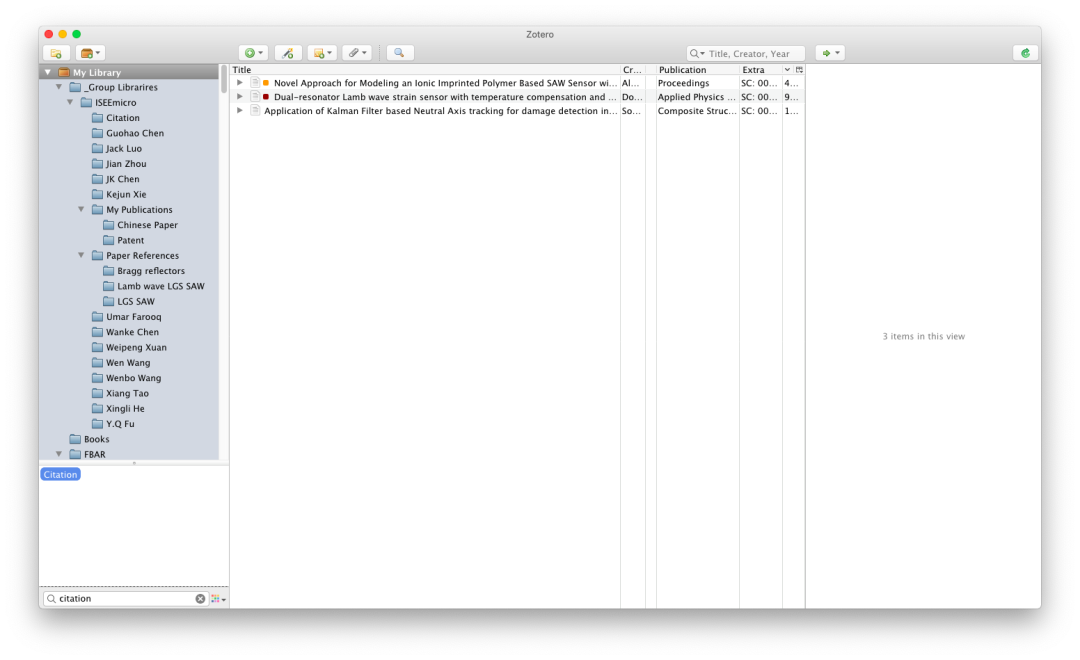 Zotero
Title, Creator, Year
My Library
_Group Librarires
ISEEmicro
Citation
Guohao Chen
Jack Luo
Jian Zhou
JK Chen
Kejun Xie
My Publications
Chinese Paper
Patent
Paper References
Bragg reflectors
Lamb wave LGS SAW
LGS SAW
Umar Farooq
Wanke Chen
Weipeng Xuan
Wen Wang
Wenbo Wang
Xiang Tao
Xingli He
Y.Q Fu
Books
FBAR
Citation
citation
Title Cr... Publication Extra
Novel Approach for Modeling an Ionic Imprinted Polymer Based SAW Sensor wi... Al... Proceedings SC: 00... 4...
Dual-resonator Lamb wave strain sensor with temperature compensation and ... Do... Applied Physics ... SC: 00... 9...
Application of Kalman Filter based Neutral Axis tracking for damage detection in... So... Composite Struc... SC: 00... 1...
3 items in this view